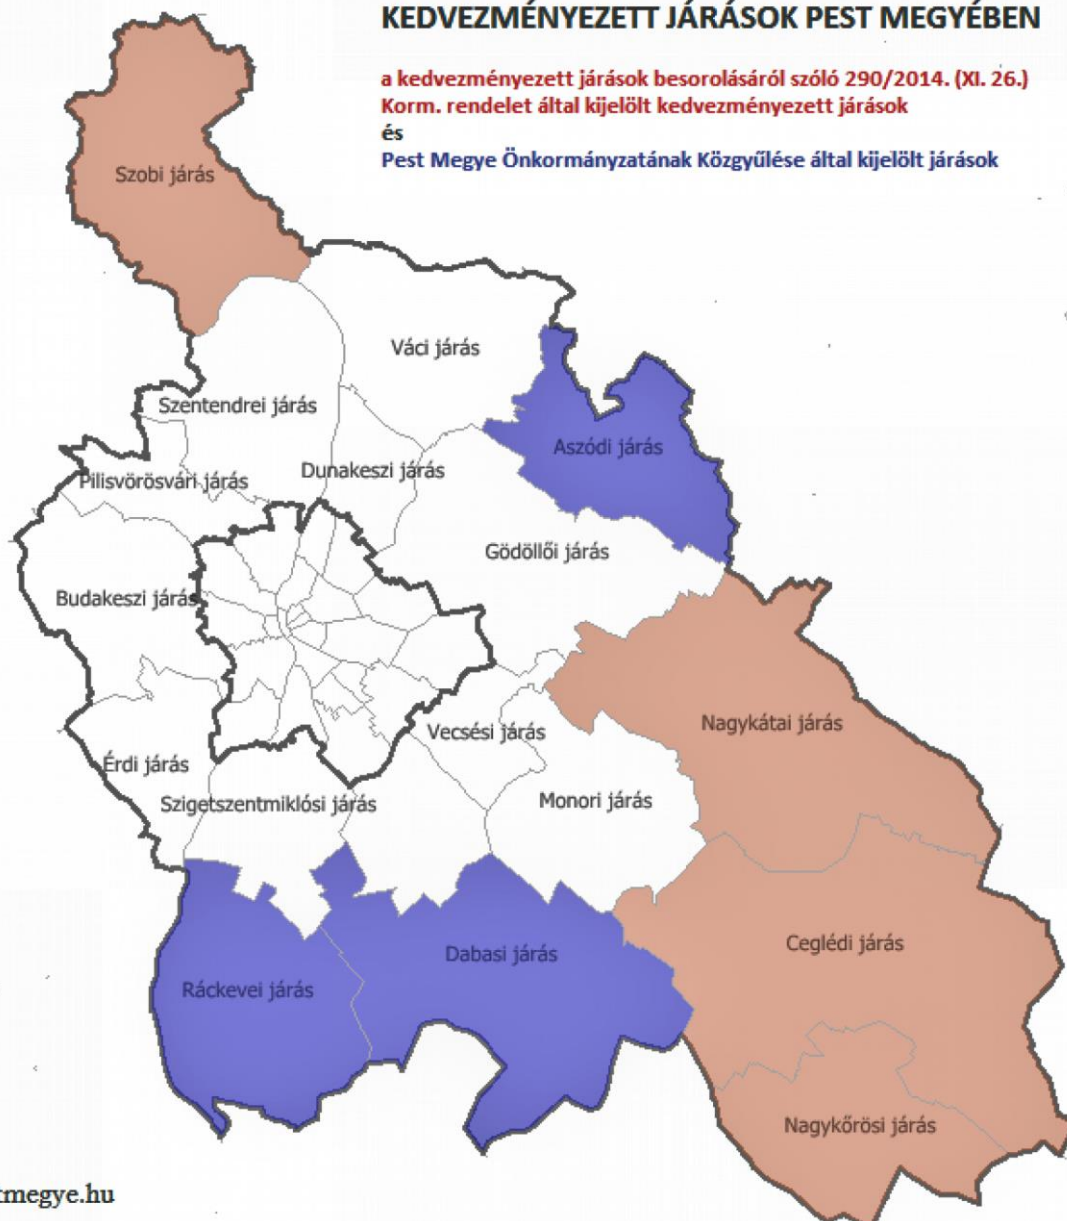 KEDVEZMÉNYEZETT JÁRÁSOK PEST MEGYÉBEN
a kedvezményezett járások besorolásáról szóló 290/2014. (XI. 26.)
Korm. rendelet által kijelölt kedvezményezett járások
és
Pest Megye Önkormányzatának Közgyűlése által kijelölt járások
Szobi járás
Váci járás
Szentendrei járás
Aszódi járás
Dunakeszi járás
Pilisvörösvári járás
Gödöllői járás
Budakeszi járás
Nagykátai járás
Vecsési járás
Érdi járás
Szigetszentmiklósi járás
Monori járás
Ceglédi járás
Dabasi járás
Ráckevei járás
Nagykőrösi járás
tmegye.hu